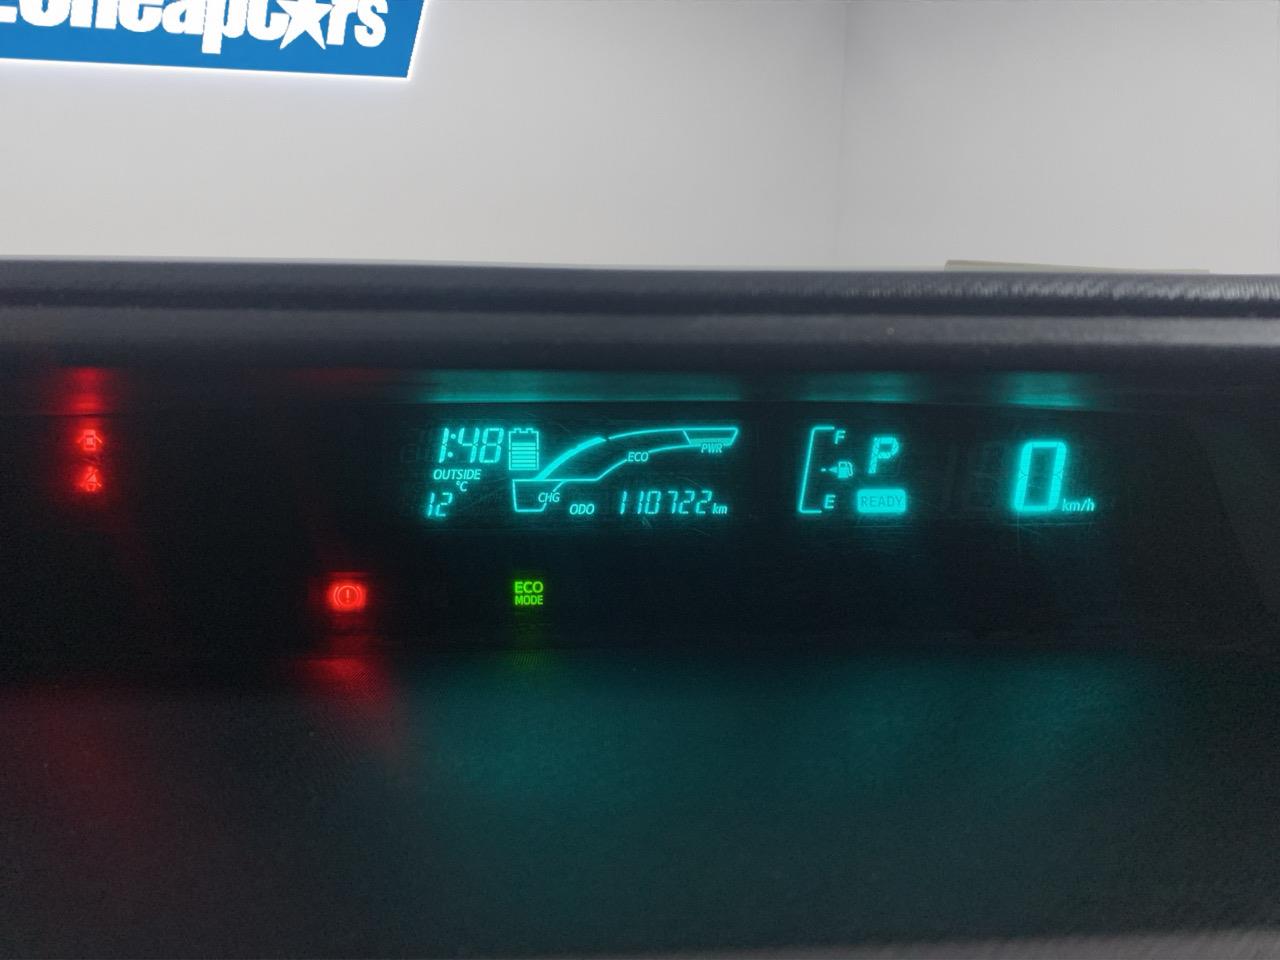 Cheapcars
1:48
OUTSIDE
°C
12
PWR
ECO
CHG
ODO 110722 km
F
E
P
READY
0 km/h
ECO
MODE